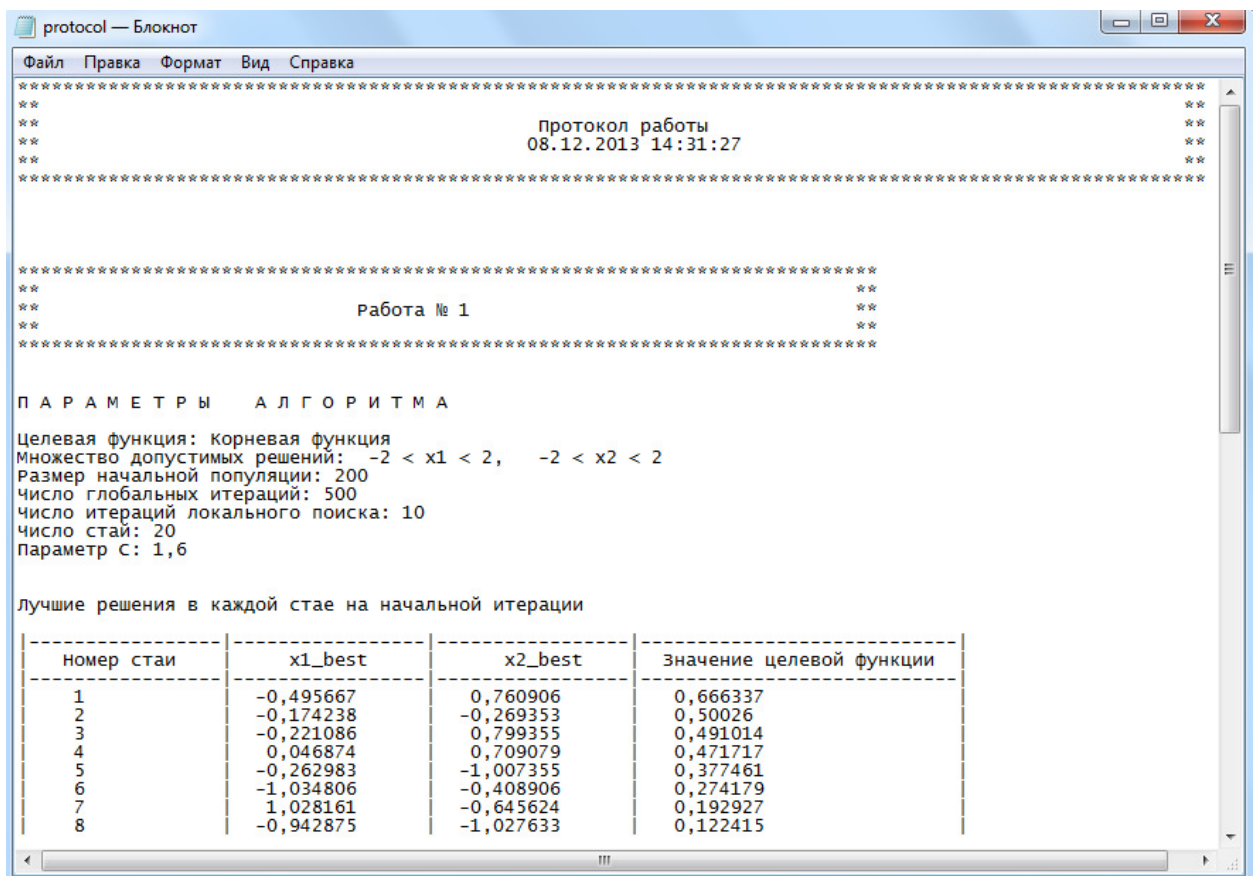 protocol — Блокнот
Файл Правка Формат Вид Справка
**********************************************************************************************************
** **
** Протокол работы **
** 08.12.2013 14:31:27 **
** **
**********************************************************************************************************
*****************************************************************************
** **
** Работа № 1 **
** **
*****************************************************************************
П А Р А М Е Т Р Ы А Л Г О Р И Т М А
Целевая функция: Корневая функция
Множество допустимых решений: -2 < x1 < 2, -2 < x2 < 2
Размер начальной популяции: 200
Число глобальных итераций: 500
Число итераций локального поиска: 10
Число стай: 20
Параметр С: 1,6
Лучшие решения в каждой стае на начальной итерации
|-----------------|-----------------|-----------------|----------------------------|
| Номер стаи | x1_best | x2_best | Значение целевой функции |
|-----------------|-----------------|-----------------|----------------------------|
| 1 | -0,495667 | 0,760906 | 0,666337 |
| 2 | -0,174238 | -0,269353 | 0,50026 |
| 3 | -0,221086 | 0,799355 | 0,491014 |
| 4 | 0,046874 | 0,709079 | 0,471717 |
| 5 | -0,262983 | -1,007355 | 0,377461 |
| 6 | -1,034806 | -0,408906 | 0,274179 |
| 7 | 1,028161 | -0,645624 | 0,192927 |
| 8 | -0,942875 | -1,027633 | 0,122415 |